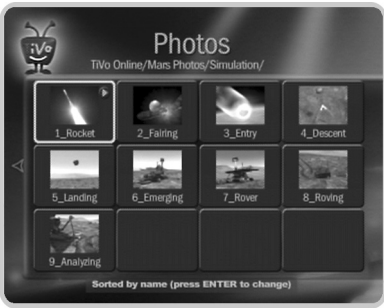 TiVo
Photos
TiVo Online/Mars Photos/Simulation/
1_Rocket
2_Fairing
3_Entry
4_Descent
5_Landing
6_Emerging
7_Rover
8_Roving
9_Analyzing
Sorted by name (press ENTER to change)